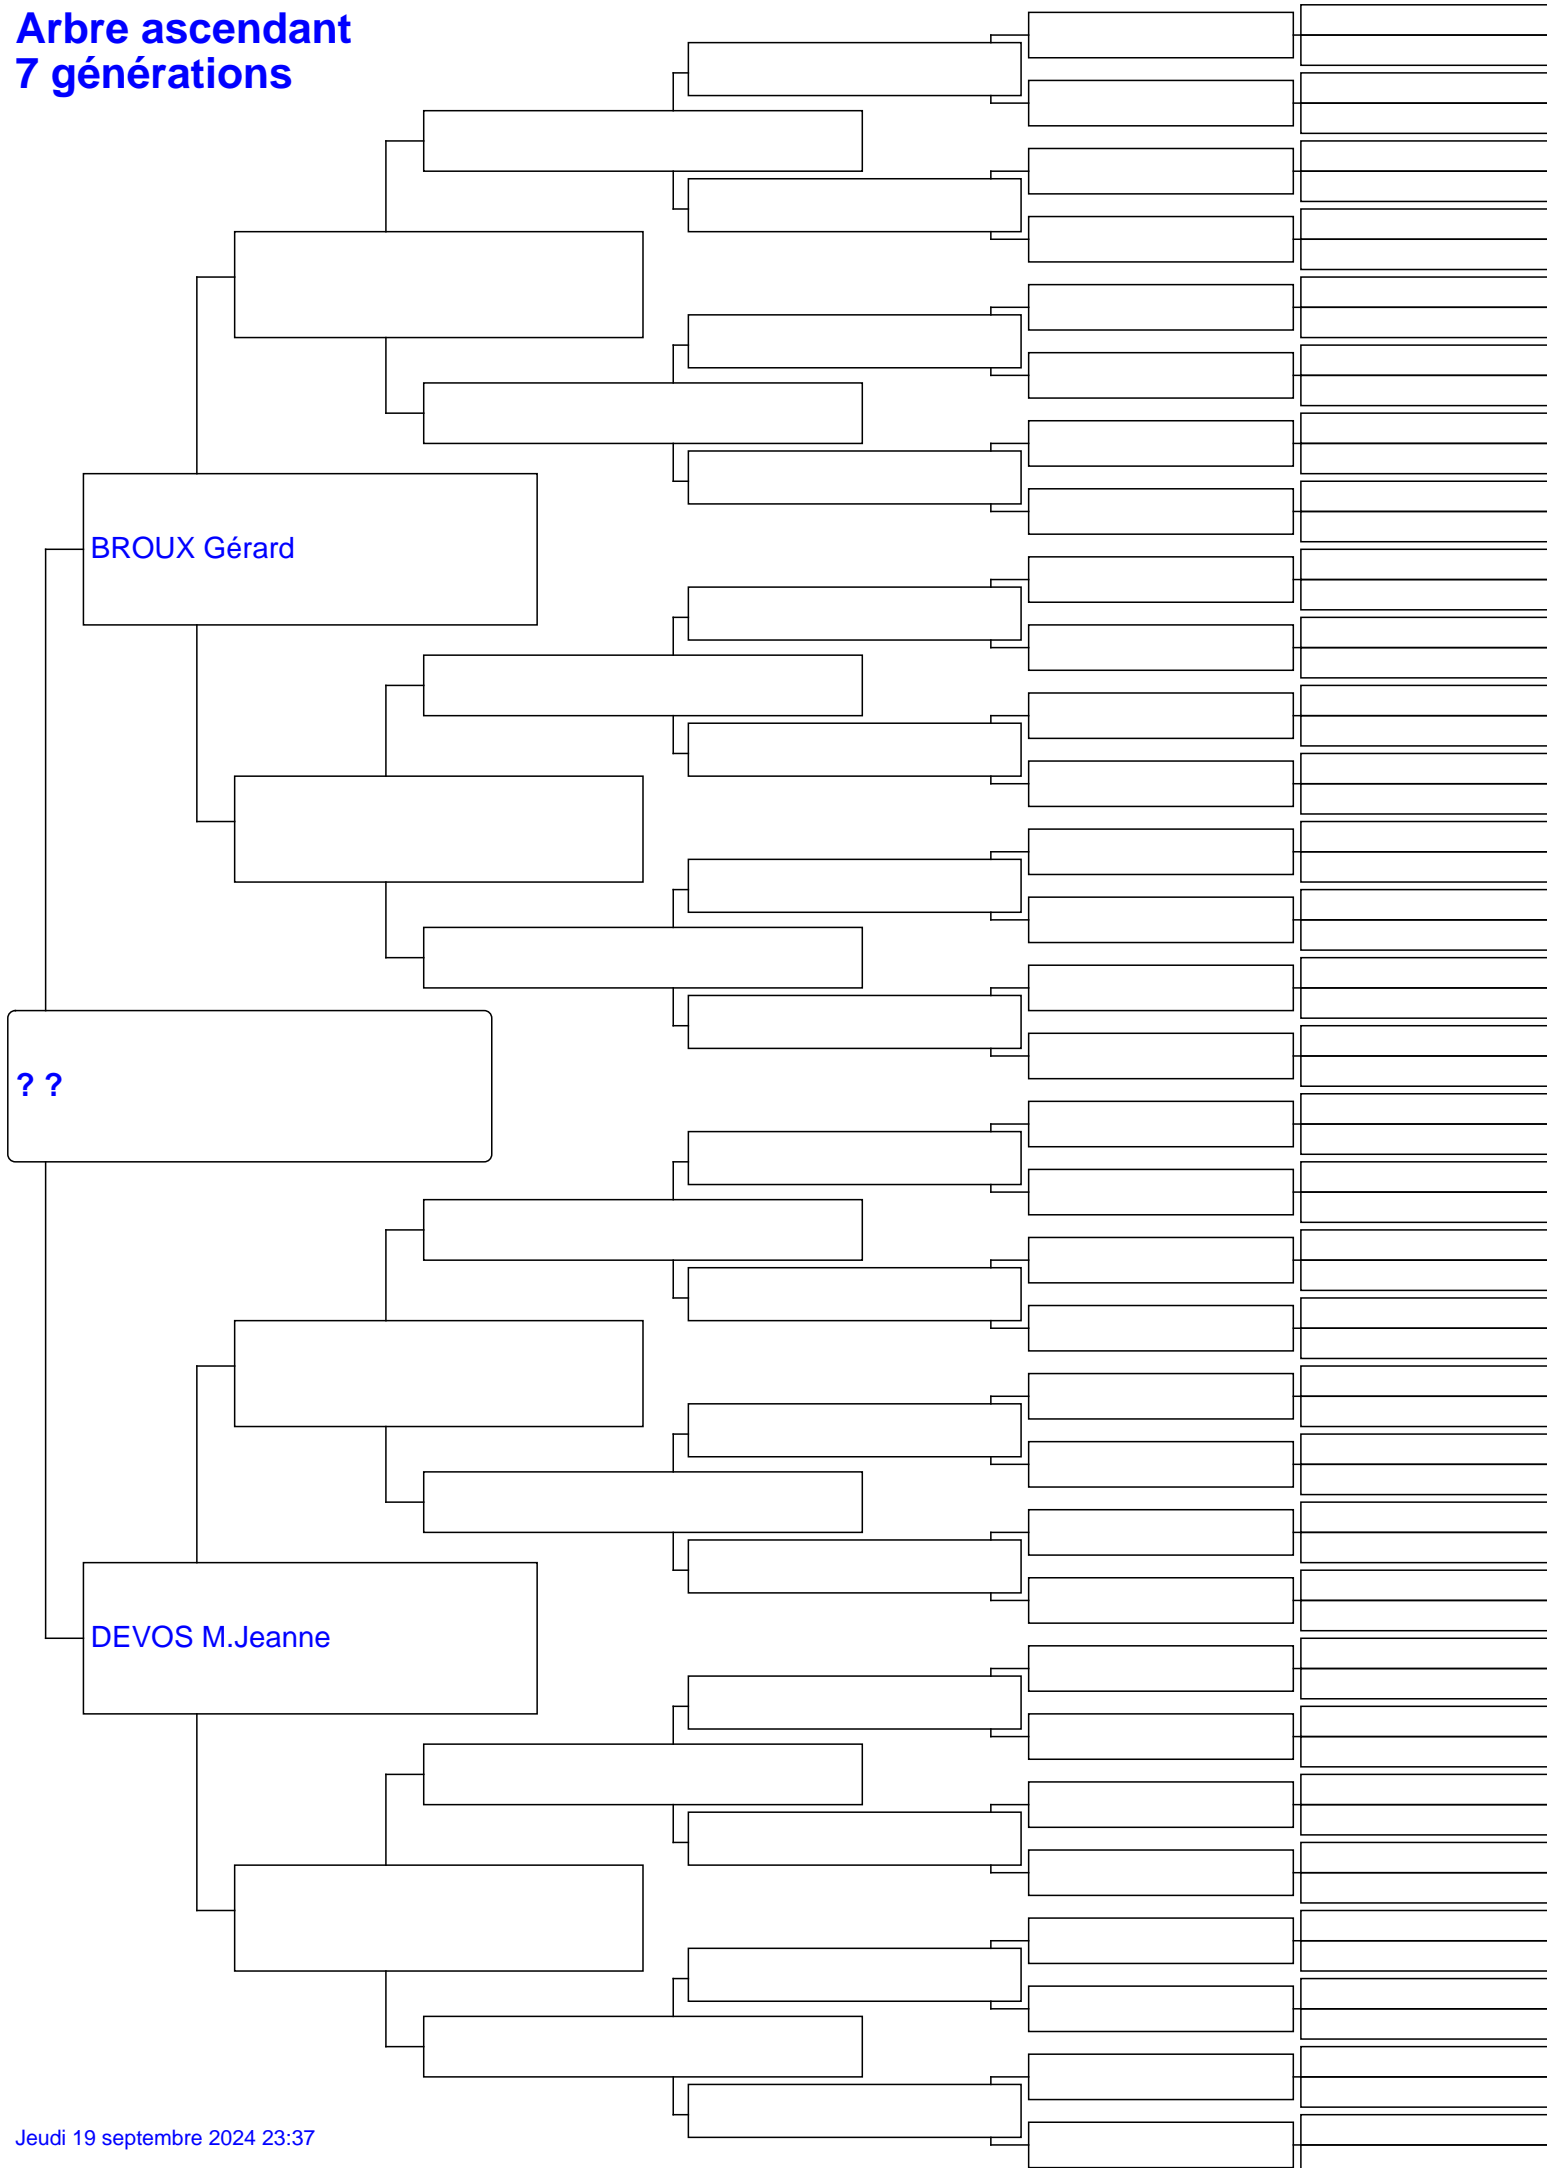 Arbre ascendant
7 générations
BROUX Gérard
? ?
DEVOS M.Jeanne
Jeudi 19 septembre 2024 23:37